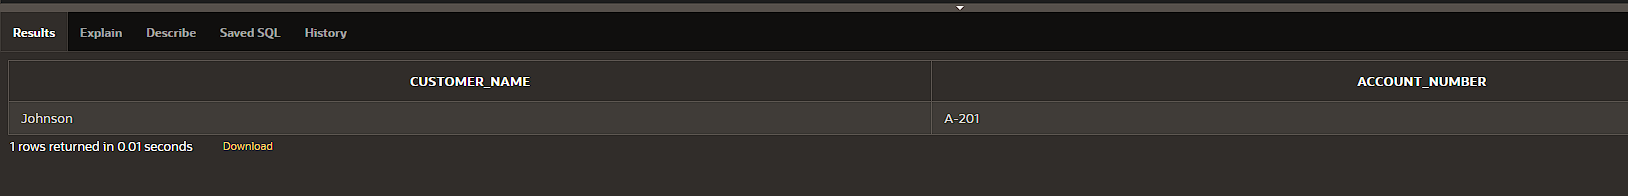 Results Explain Describe Saved SQL History
CUSTOMER_NAME ACCOUNT_NUMBER
Johnson A-201
1 rows returned in 0.01 seconds Download